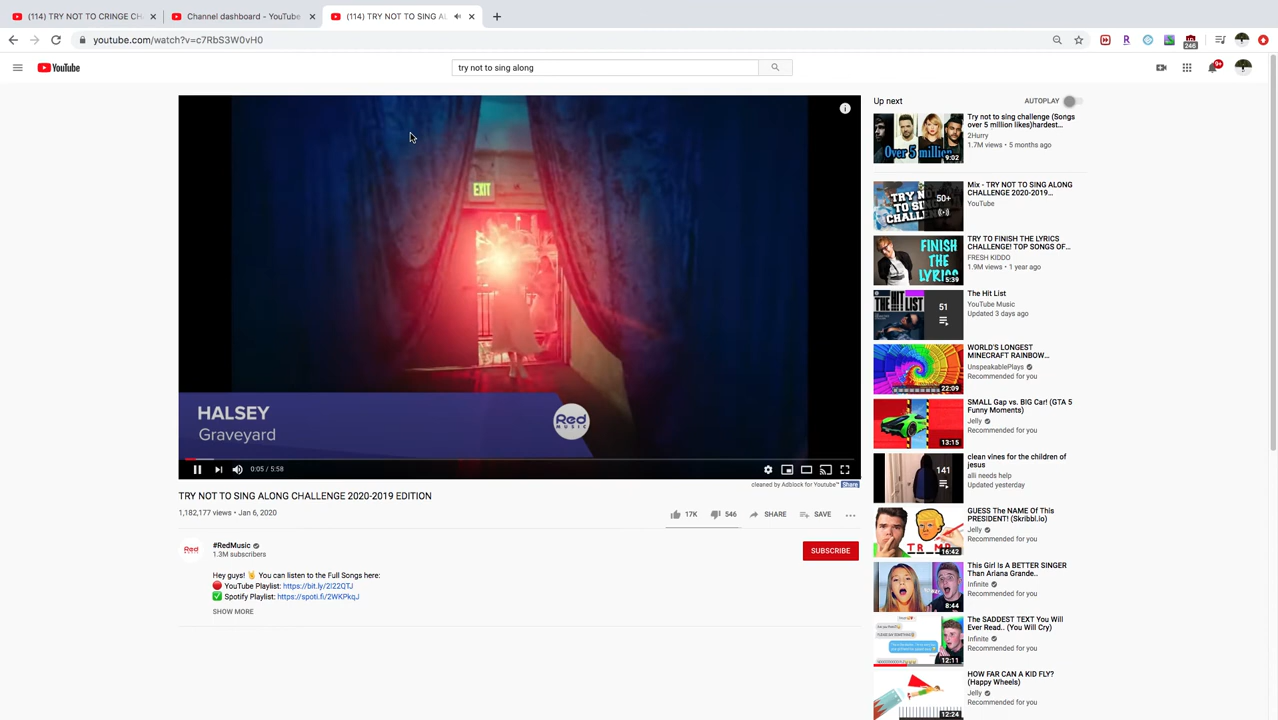 (114) TRY NOT TO CRINGE CH
Channel dashboard - YouTube
(114) TRY NOT TO SING AL
youtube.com/watch?v=c7RbS3W0vH0
246
YouTube
try not to sing along
9+
EXIT
HALSEY
Graveyard
Red
MUSIC
0:05 / 5:58
cleaned by Adblock for Youtube™ Share
TRY NOT TO SING ALONG CHALLENGE 2020-2019 EDITION
1,182,177 views • Jan 6, 2020
17K
546
SHARE
SAVE
Red
#RedMusic
1.3M subscribers
SUBSCRIBE
Hey guys! You can listen to the Full Songs here:
YouTube Playlist: https://bit.ly/2I22QTJ
Spotify Playlist: https://spoti.fi/2WKPkqJ
SHOW MORE
Up next
AUTOPLAY
Over 5 million
9:02
Try not to sing challenge (Songs
over 5 million likes)hardest...
2Hurry
1.7M views • 5 months ago
TRY N
TO SING
CHALL
50+
Mix - TRY NOT TO SING ALONG
CHALLENGE 2020-2019...
YouTube
FINISH
THE
LYRICS
5:39
TRY TO FINISH THE LYRICS
CHALLENGE! TOP SONGS OF...
FRESH KIDDO
1.9M views • 1 year ago
THE HIT LIST
51
The Hit List
YouTube Music
Updated 3 days ago
22:09
WORLD'S LONGEST
MINECRAFT RAINBOW...
UnspeakablePlays
Recommended for you
13:15
SMALL Gap vs. BIG Car! (GTA 5
Funny Moments)
Jelly
Recommended for you
141
clean vines for the children of
jesus
alli needs help
Updated yesterday
T R _ M P
16:42
GUESS The NAME Of This
PRESIDENT! (Skribbl.io)
Jelly
Recommended for you
8:44
This Girl Is A BETTER SINGER
Than Ariana Grande..
Infinite
Recommended for you
12:11
The SADDEST TEXT You Will
Ever Read.. (You Will Cry)
Infinite
Recommended for you
12:24
HOW FAR CAN A KID FLY?
(Happy Wheels)
Jelly
Recommended for you